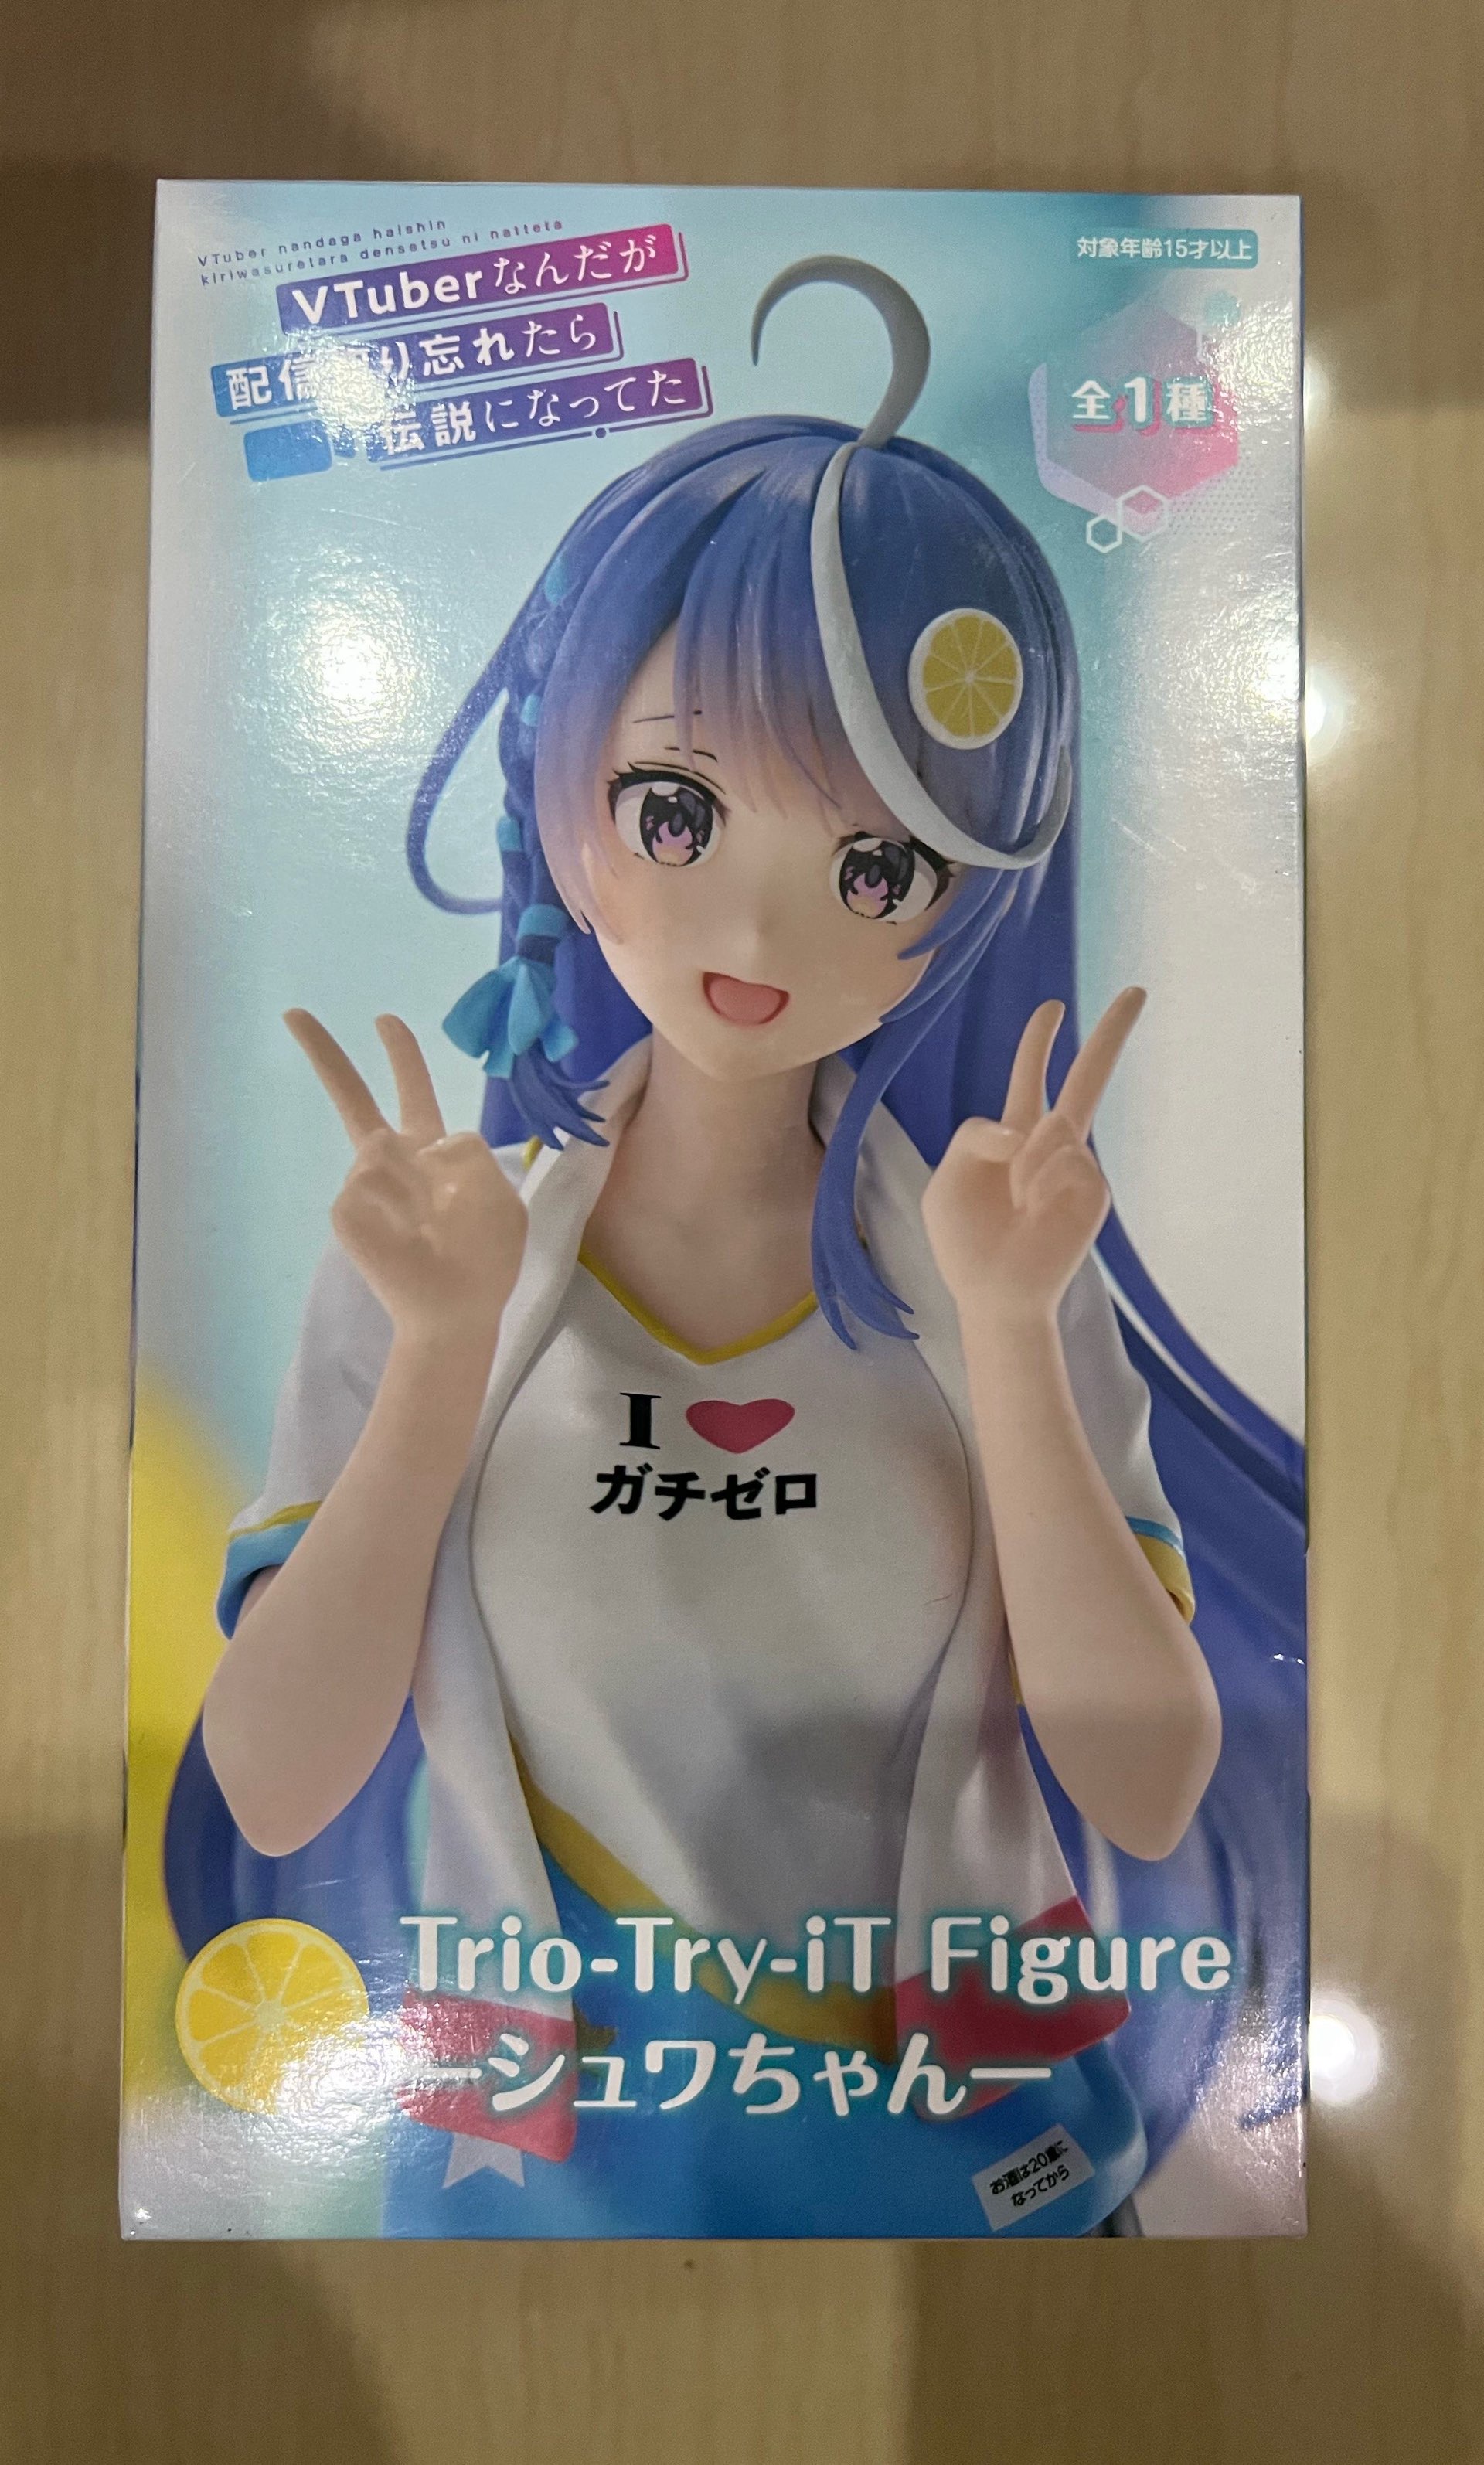 VTuber nandaga haishin
kiriwasuretara densetsu ni natteta
VTuberなんだが
配信切り忘れたら
伝説になってた
対象年齢15才以上
全1種
I
ガチゼロ
Trio-Try-iT Figure
ーシュワちゃんー
お酒は20歳に
なってから